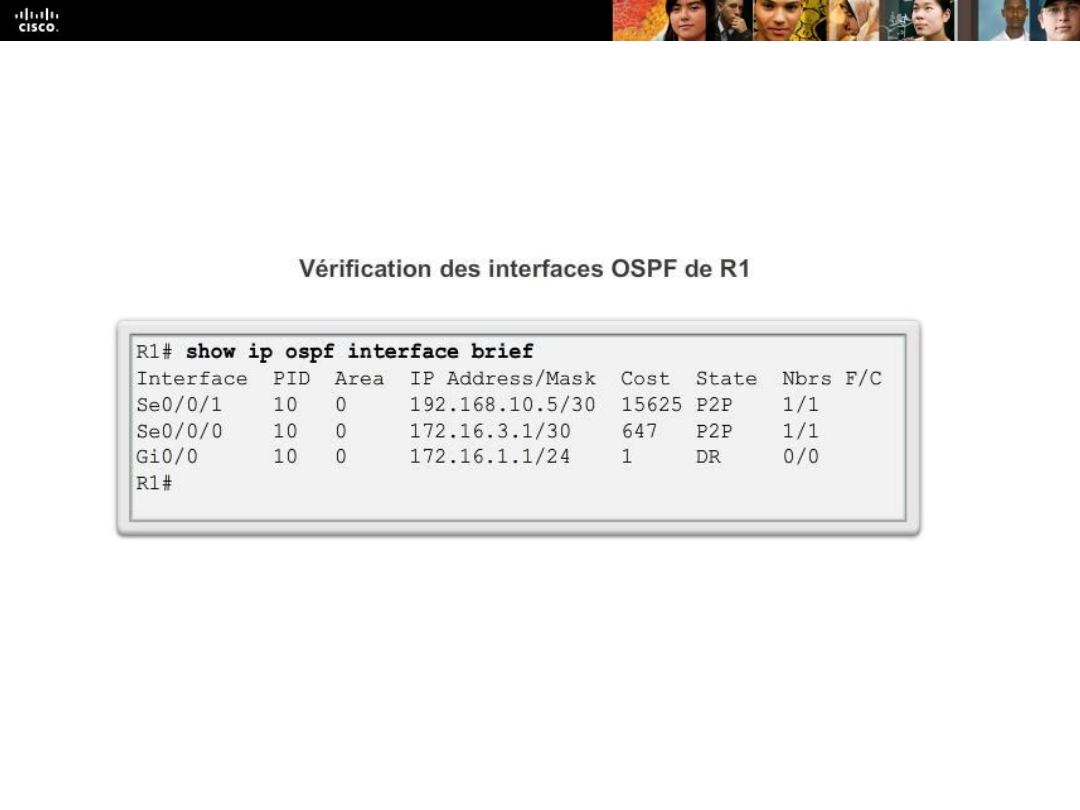 CISCO.
Vérification des interfaces OSPF de R1
R1# show ip ospf interface brief
Interface PID Area IP Address/Mask Cost State Nbrs F/C
Se0/0/1 10 0 192.168.10.5/30 15625 P2P 1/1
Se0/0/0 10 0 172.16.3.1/30 647 P2P 1/1
Gi0/0 10 0 172.16.1.1/24 1 DR 0/0
R1#